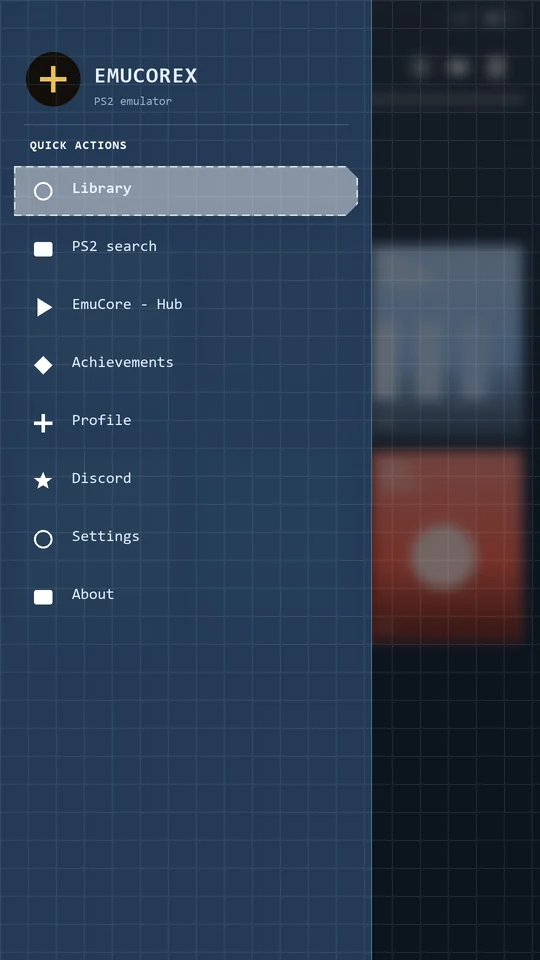 EMUCOREX
PS2 emulator
QUICK ACTIONS
Library
PS2 search
EmuCore - Hub
Achievements
Profile
Discord
Settings
About